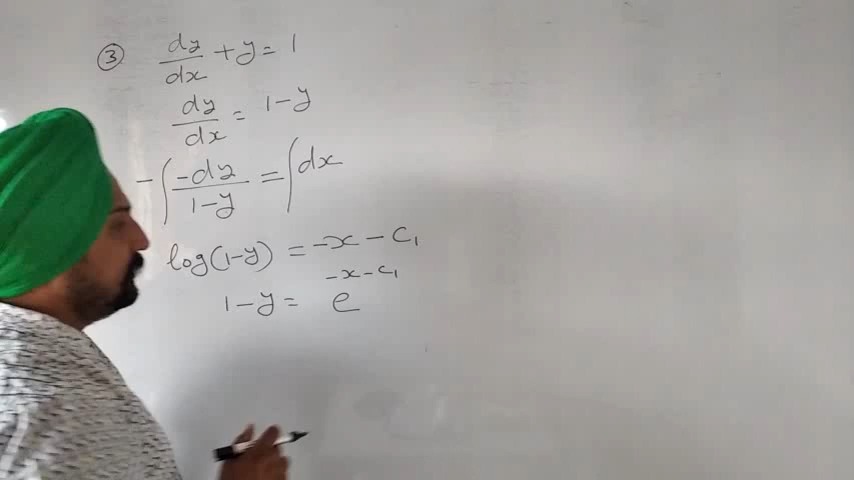 ③ dy/dx + y = 1
dy/dx = 1-y
-∫ -dy/1-y = ∫dx
log(1-y) = -x - c₁
1-y = e^(-x-c₁)